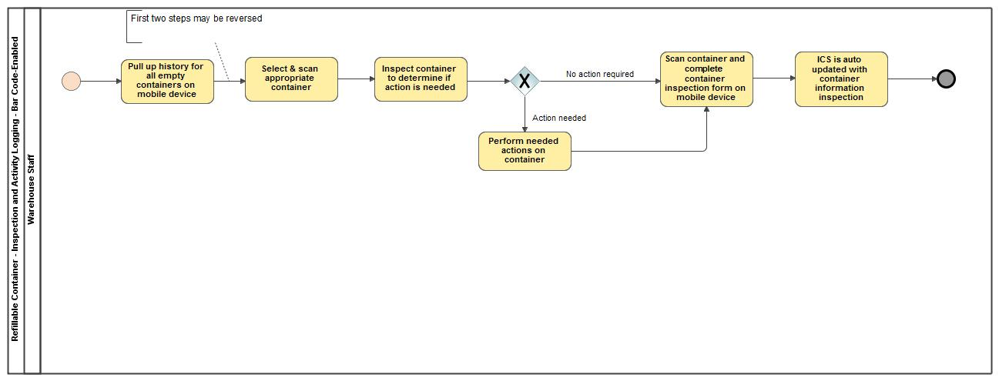 Refillable Container - Inspection and Activity Logging - Bar Code-Enabled
Warehouse Staff
First two steps may be reversed
Pull up history for
all empty
containers on
mobile device
Select & scan
appropriate
container
Inspect container
to determine if
action is needed
X
No action required
Action needed
Perform needed
actions on
container
Scan container and
complete
container
inspection form on
mobile device
ICS is auto
updated with
container
information
inspection